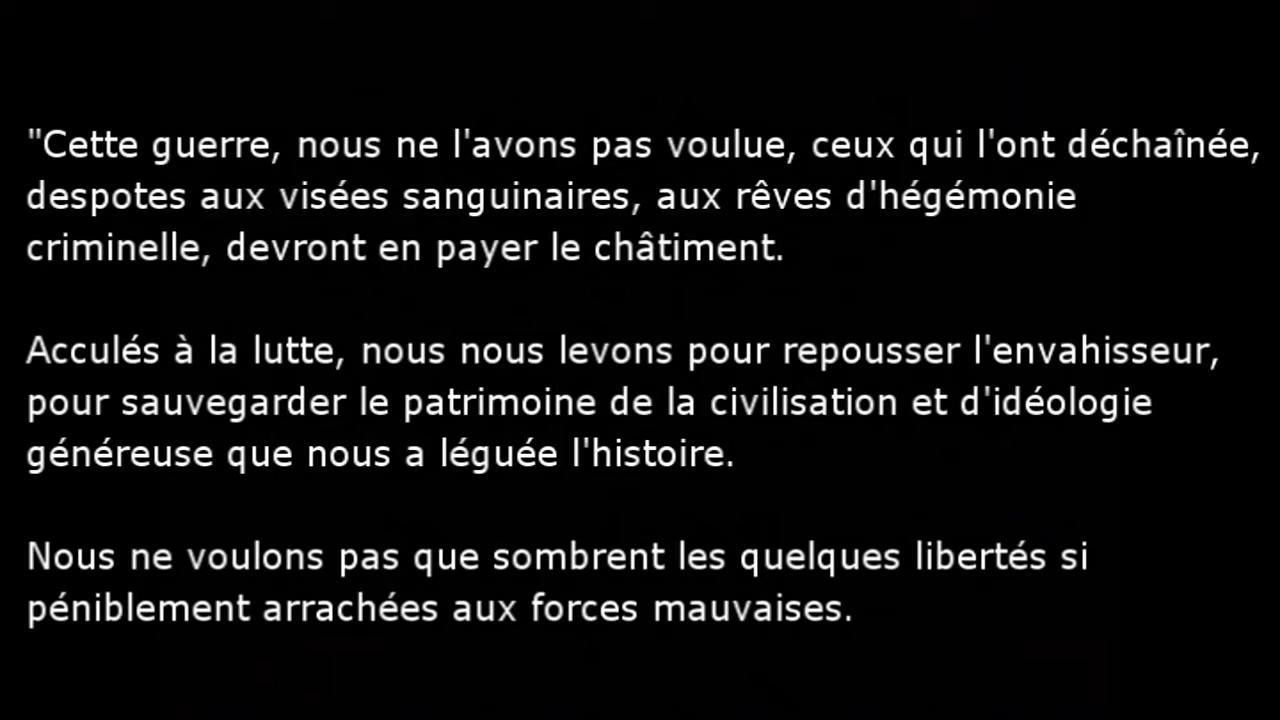 "Cette guerre, nous ne l'avons pas voulue, ceux qui l'ont déchaînée,
despotes aux visées sanguinaires, aux rêves d'hégémonie
criminelle, devront en payer le châtiment.
Acculés à la lutte, nous nous levons pour repousser l'envahisseur,
pour sauvegarder le patrimoine de la civilisation et d'idéologie
généreuse que nous a léguée l'histoire.
Nous ne voulons pas que sombrent les quelques libertés si
péniblement arrachées aux forces mauvaises.